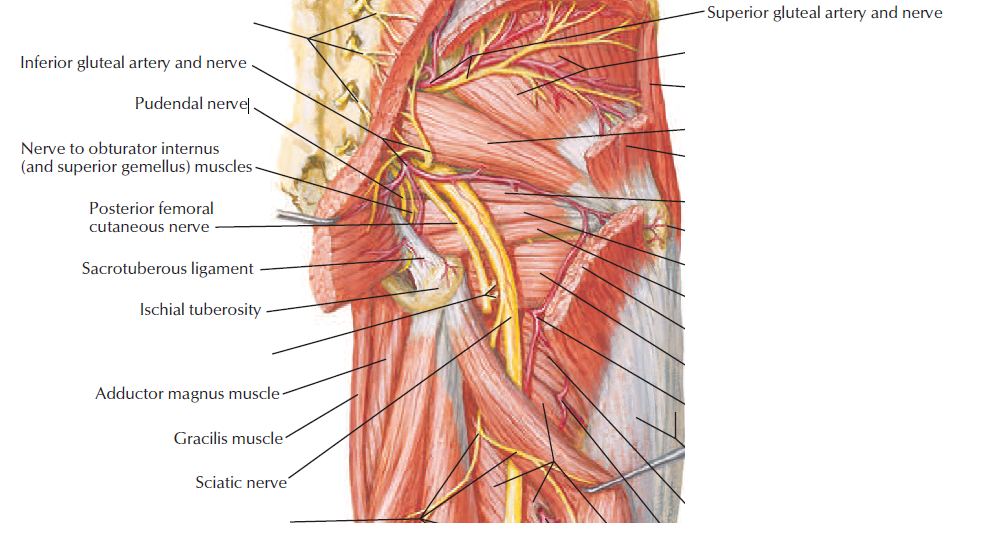 Superior gluteal artery and nerve
Inferior gluteal artery and nerve
Pudendal nerve
Nerve to obturator internus
(and superior gemellus) muscles
Posterior femoral
cutaneous nerve
Sacrotuberous ligament
Ischial tuberosity
Adductor magnus muscle
Gracilis muscle
Sciatic nerve